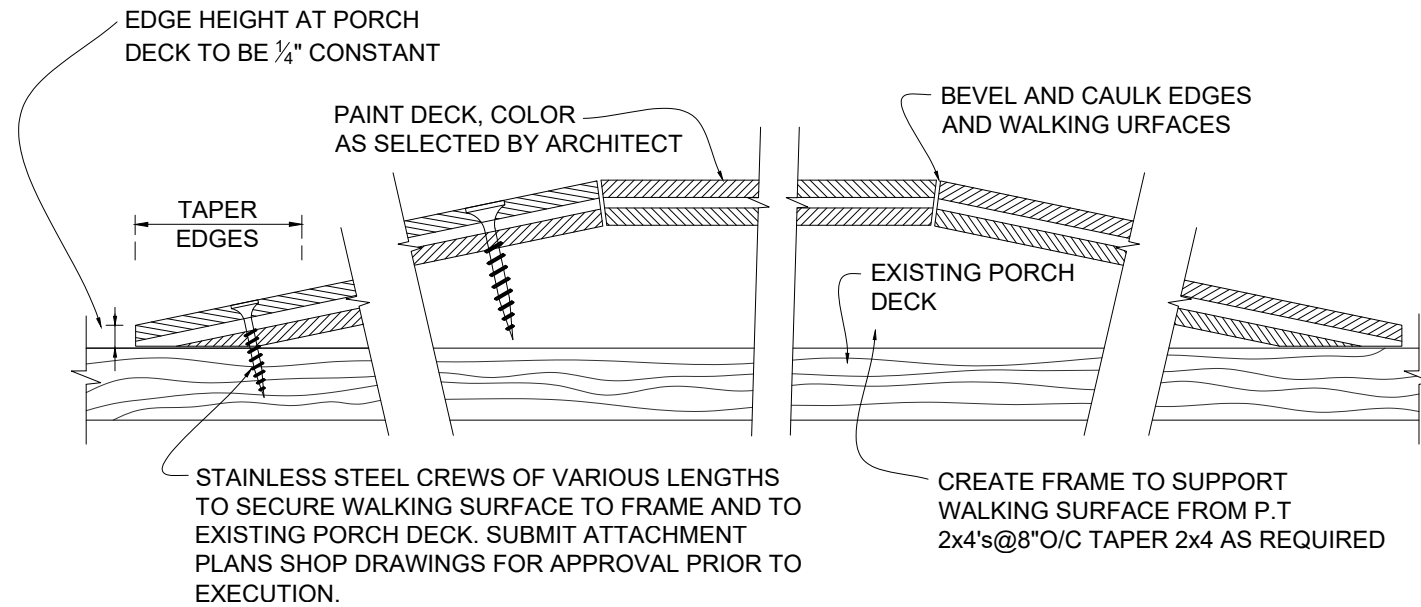 EDGE HEIGHT AT PORCH
DECK TO BE ¼" CONSTANT
PAINT DECK, COLOR
AS SELECTED BY ARCHITECT
BEVEL AND CAULK EDGES
AND WALKING URFACES
TAPER
EDGES
EXISTING PORCH
DECK
STAINLESS STEEL CREWS OF VARIOUS LENGTHS
TO SECURE WALKING SURFACE TO FRAME AND TO
EXISTING PORCH DECK. SUBMIT ATTACHMENT
PLANS SHOP DRAWINGS FOR APPROVAL PRIOR TO
EXECUTION.
CREATE FRAME TO SUPPORT
WALKING SURFACE FROM P.T
2x4's@8"O/C TAPER 2x4 AS REQUIRED